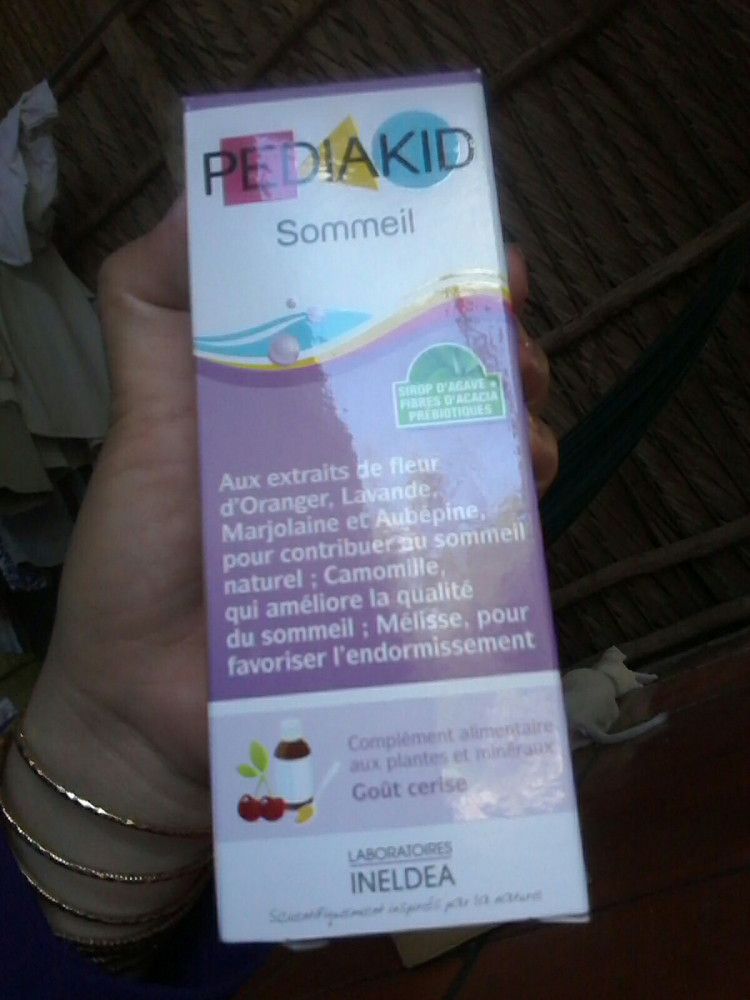 PEDIAKID
Sommeil
SIROP D'AGAVE •
FIBRES D'ACACIA
PRÉBIOTIQUES
Aux extraits de fleur
d'Oranger, Lavande,
Marjolaine et Aubépine,
pour contribuer au sommeil
naturel ; Camomille,
qui améliore la qualité
du sommeil ; Mélisse, pour
favoriser l'endormissement
Complément alimentaire
aux plantes et minéraux
Goût cerise
LABORATOIRES
INELDEA
Scientifiquement inspirés par la nature